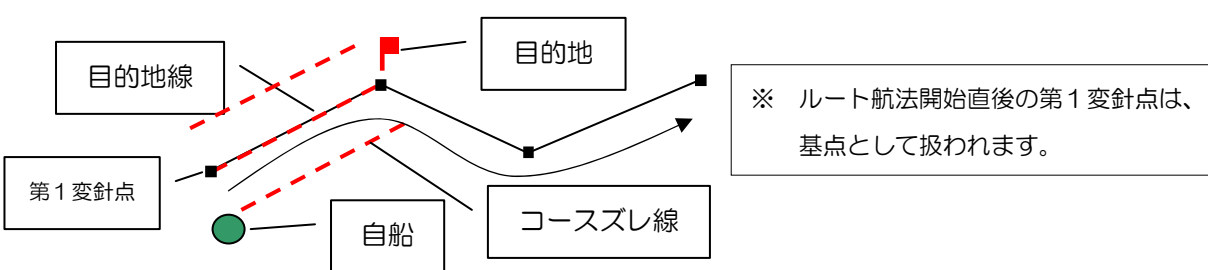 目的地
目的地線
※ ルート航法開始直後の第１変針点は、
基点として扱われます。
第１変針点
自船
コースズレ線